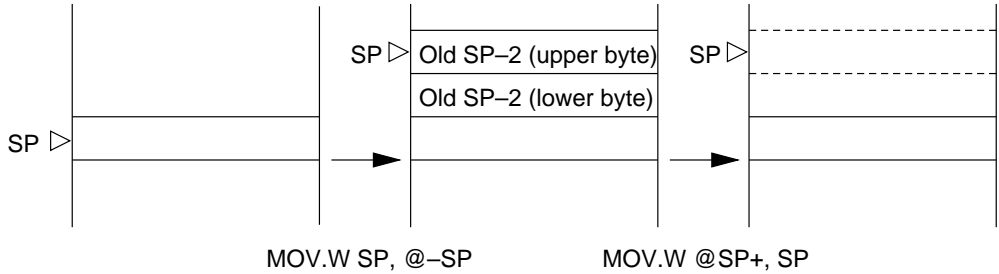 SP Old SP–2 (upper byte) SP
Old SP–2 (lower byte)
SP
MOV.W SP, @–SP MOV.W @SP+, SP